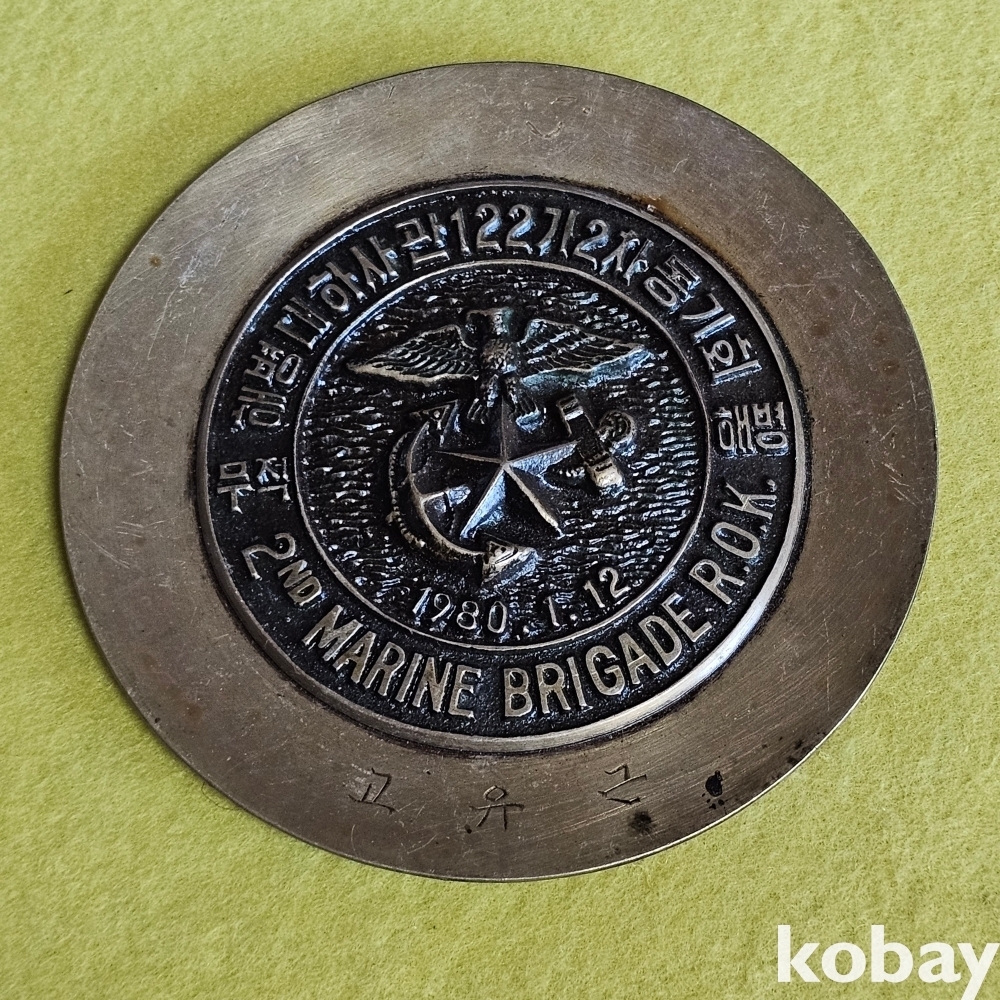 무적 해병대하사관122기2차동기회 해병
2ND MARINE BRIGADE R.O.K.
1980.1.12
고유근
kobay